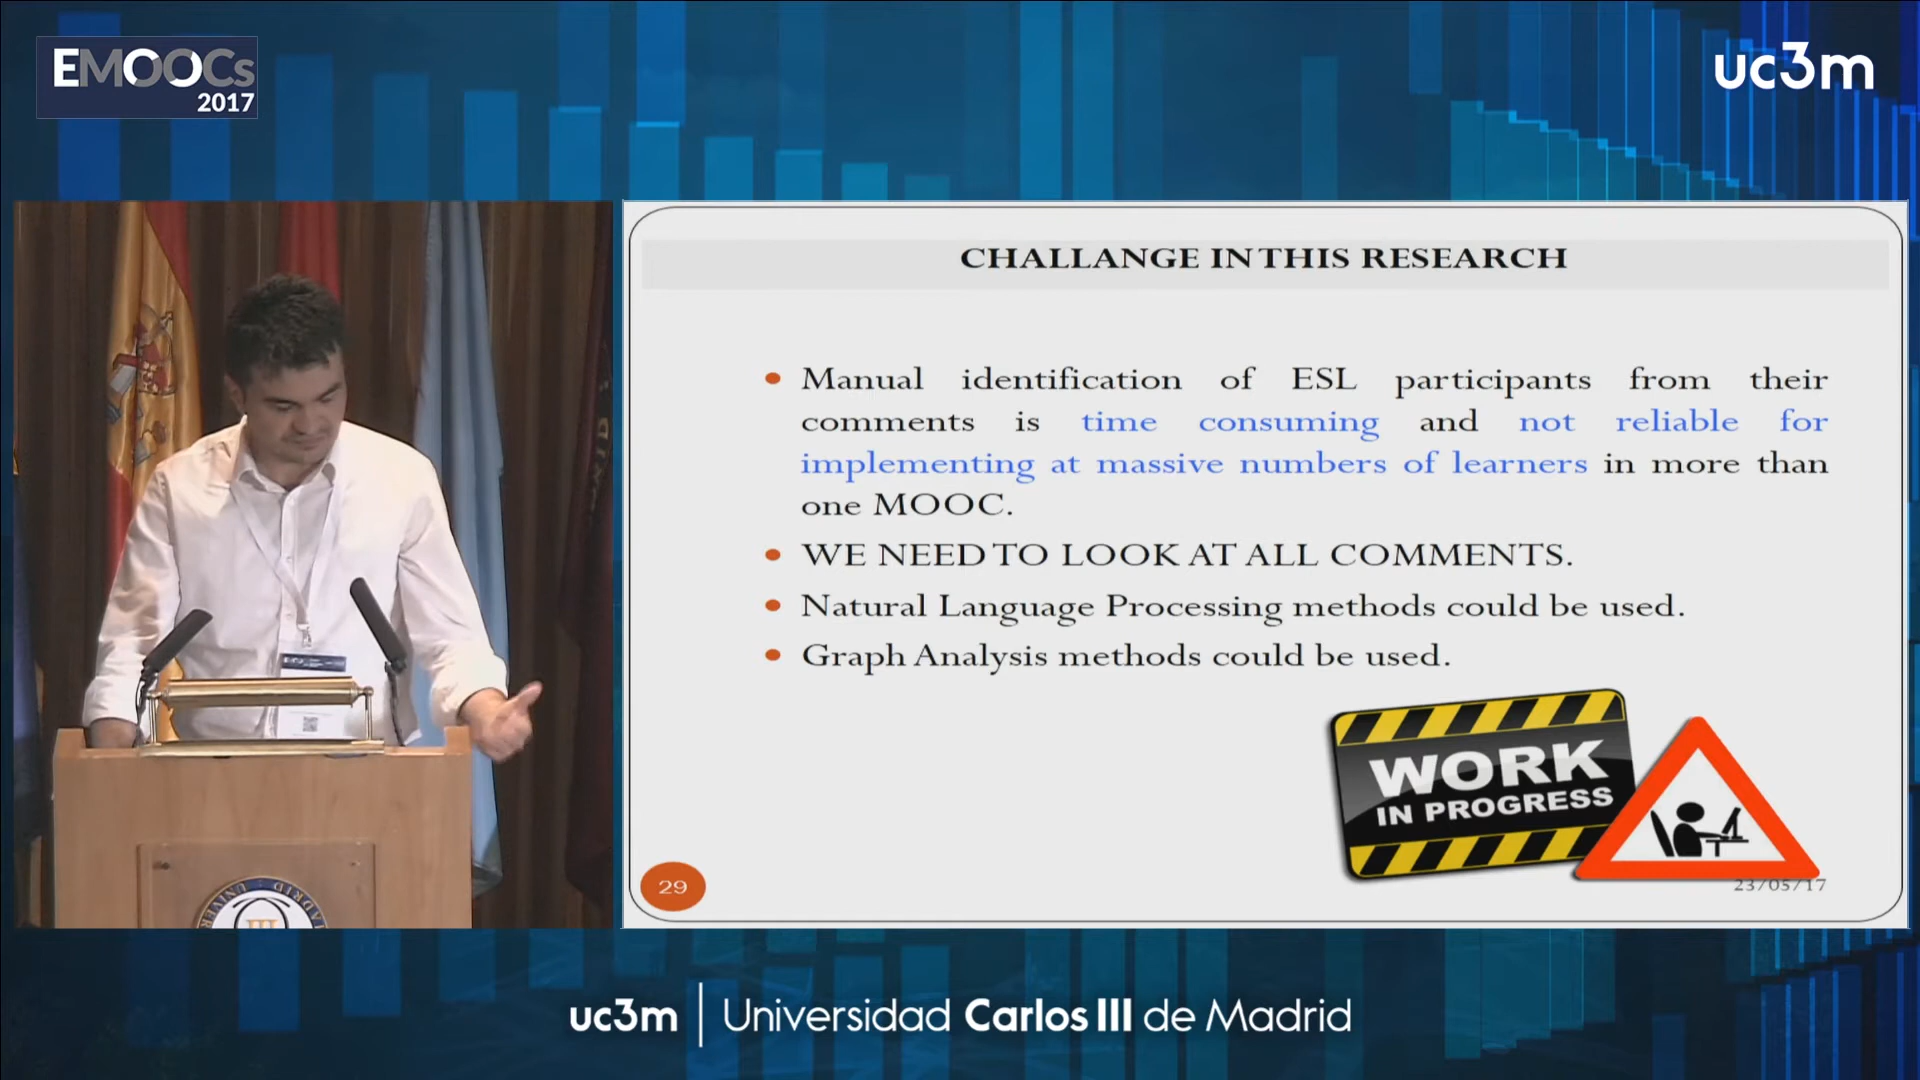 EMOOCs
2017
uc3m
CHALLANGE IN THIS RESEARCH
Manual identification of ESL participants from their
comments is time consuming and not reliable for
implementing at massive numbers of learners in more than
one MOOC.
WE NEED TO LOOK AT ALL COMMENTS.
Natural Language Processing methods could be used.
Graph Analysis methods could be used.
WORK
IN PROGRESS
29
23/05/17
uc3m | Universidad Carlos III de Madrid